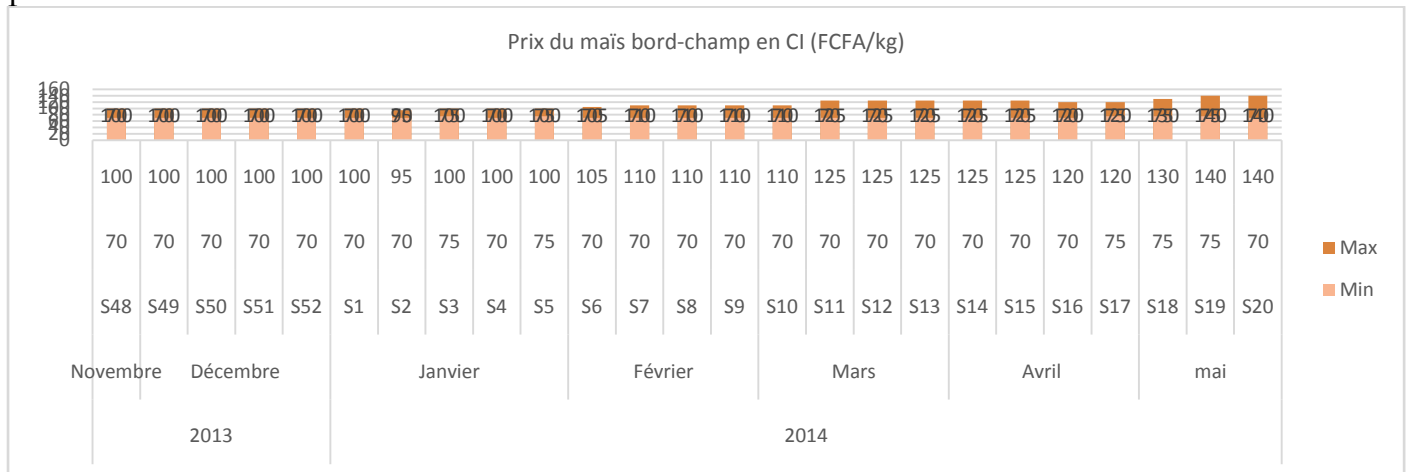 Prix du maïs bord-champ en CI (FCFA/kg)
160
20
0
100 100 100 100 100 100 95 100 100 100 105 110 110 110 110 125 125 125 125 125 120 120 130 140 140
70 70 70 70 70 70 70 75 70 75 70 70 70 70 70 70 70 70 70 70 70 75 75 75 70
S48 S49 S50 S51 S52 S1 S2 S3 S4 S5 S6 S7 S8 S9 S10 S11 S12 S13 S14 S15 S16 S17 S18 S19 S20
Novembre Décembre Janvier Février Mars Avril mai
2013 2014
Max
Min